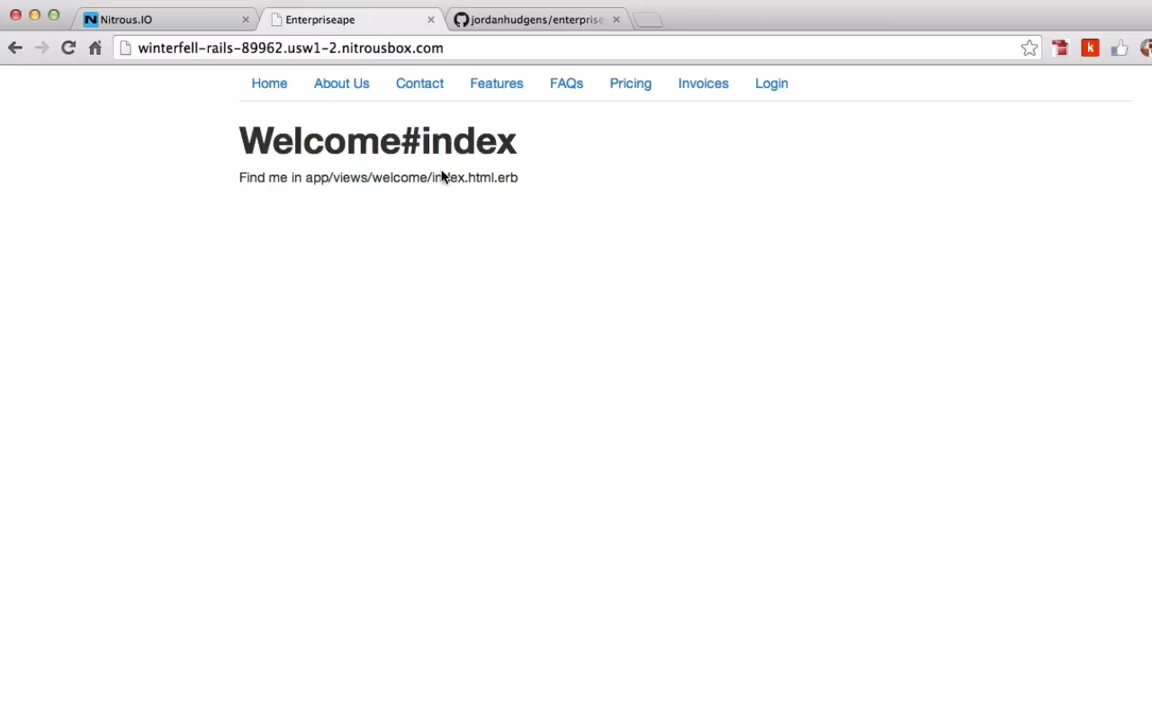 Nitrous.IO
Enterpriseape
jordanhudgens/enterprise
winterfell-rails-89962.usw1-2.nitrousbox.com
k
Home About Us Contact Features FAQs Pricing Invoices Login
Welcome#index
Find me in app/views/welcome/index.html.erb